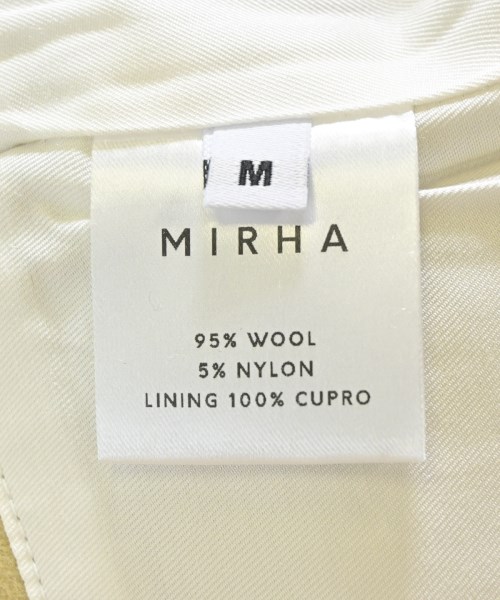 M
MIRHA
95% WOOL
5% NYLON
LINING 100% CUPRO